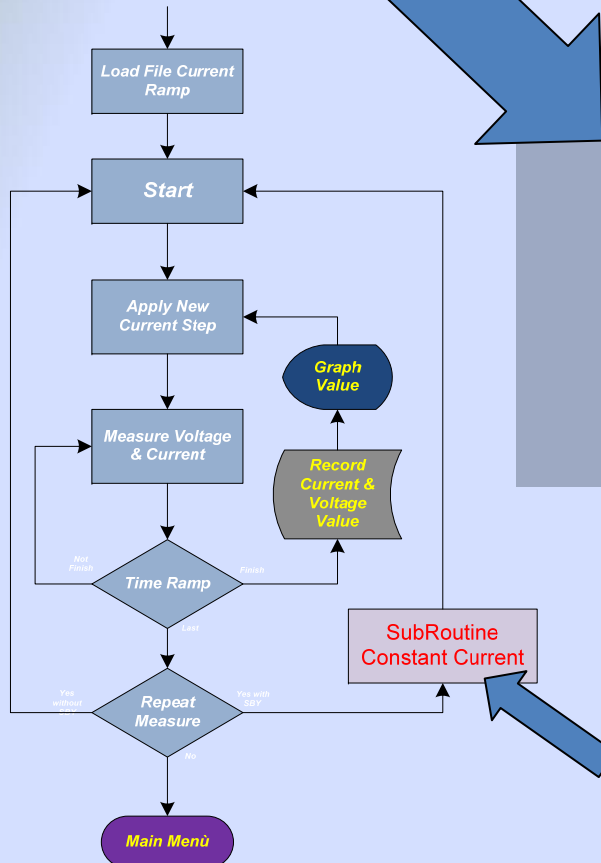 Load File Current
Ramp
Start
Apply New
Current Step
Graph
Value
Measure Voltage
& Current
Record
Current &
Voltage
Value
Not
Finish
Time Ramp
Finish
Last
SubRoutine
Constant Current
Yes
without
SBY
Repeat
Measure
Yes with
SBY
No
Main Menù